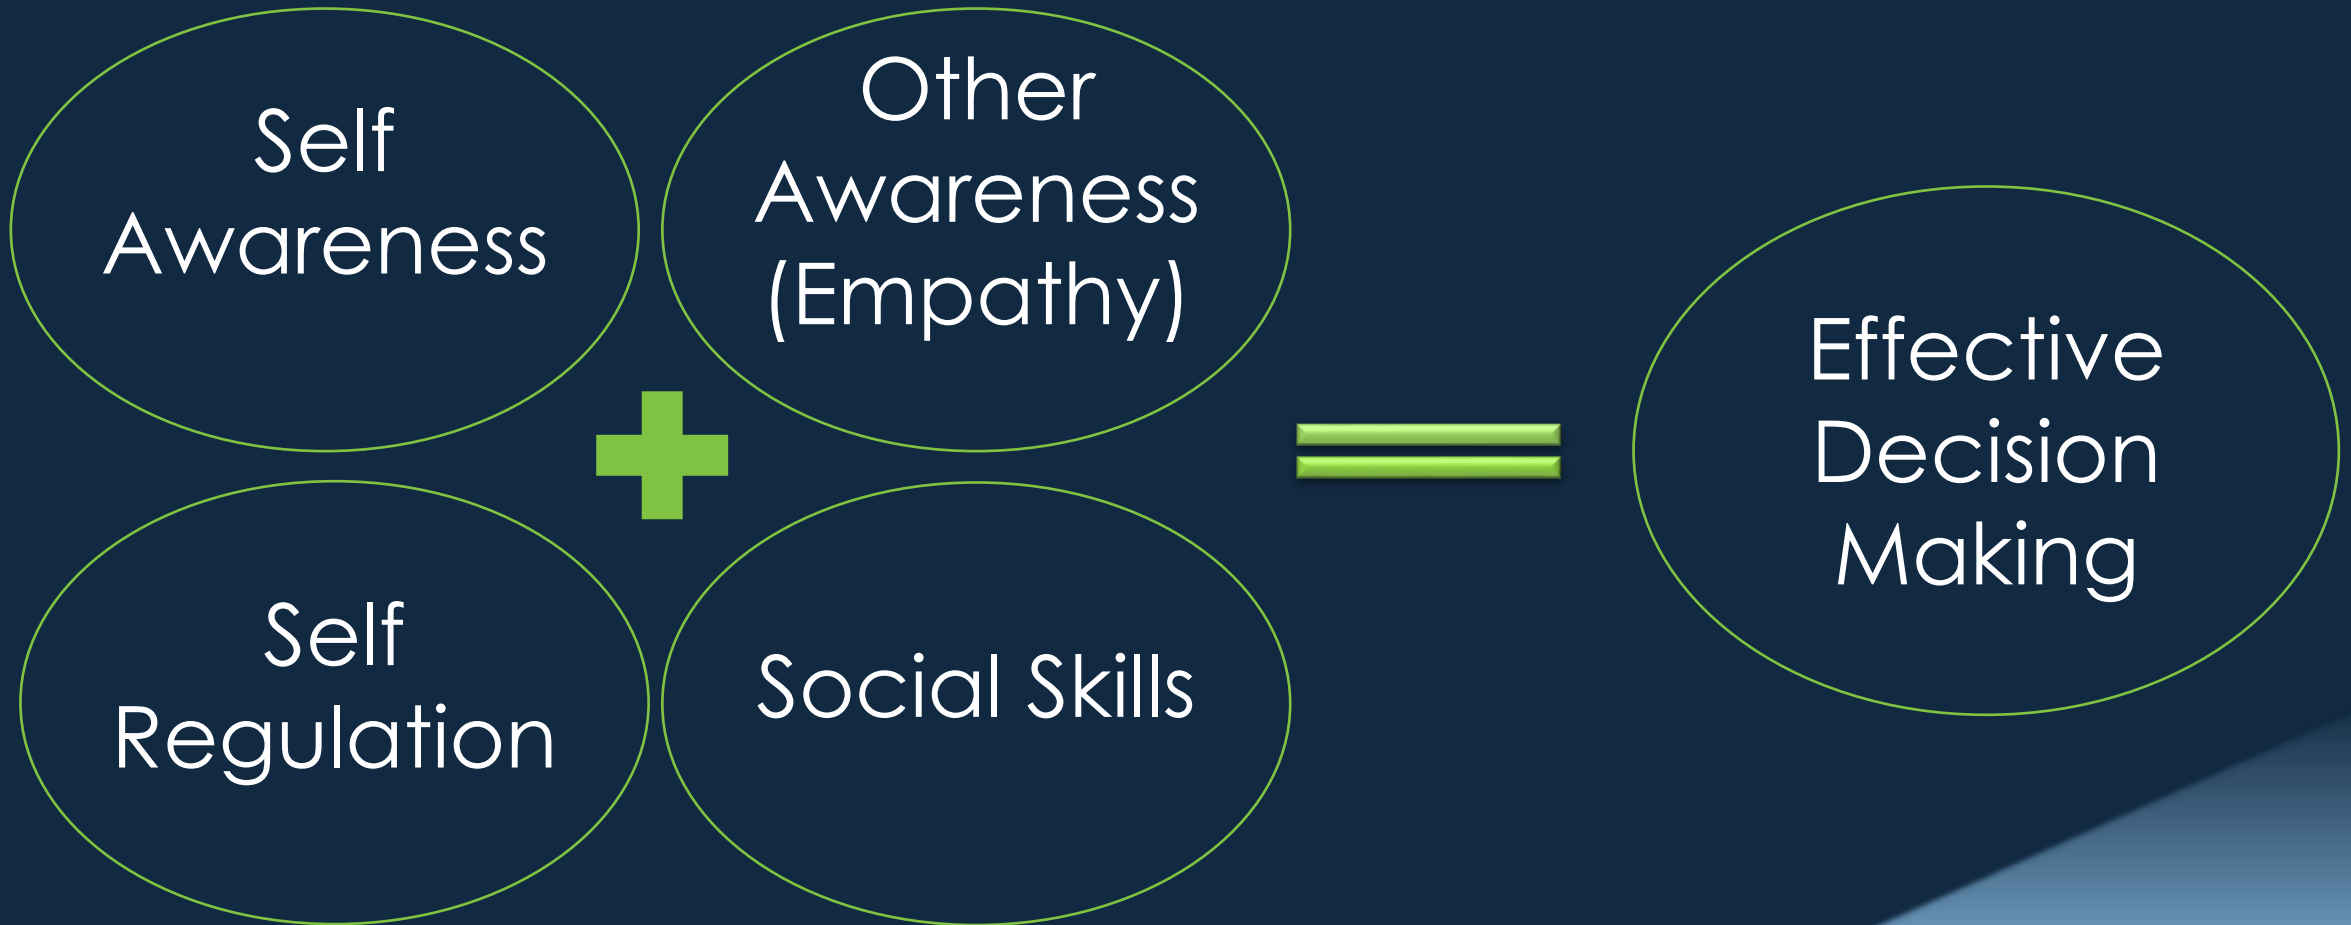 Self
Awareness
Other
Awareness
(Empathy)
Self
Regulation
Social Skills
Effective
Decision
Making